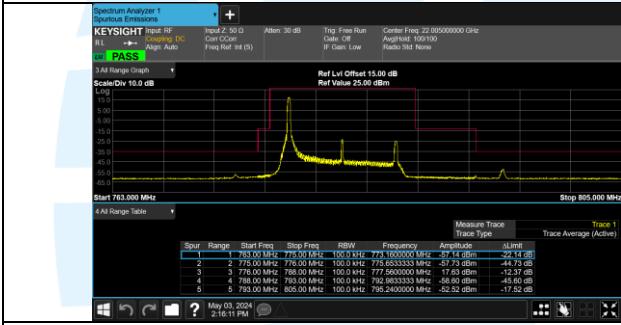 Spectrum Analyzer 1
Spurious Emissions
+
KEYSIGHT Input: RF Input Z: 50 Ω Atten: 30 dB Trig: Free Run Center Freq: 22.005000000 GHz
RL Coupling: DC Corr CCorr Gate: Off Avg|Hold: 100/100
Align: Auto Freq Ref: Int (S) IF Gain: Low Radio Std: None
PASS
3 All Range Graph
Ref Lvl Offset 15.00 dB
Scale/Div 10.0 dB Ref Value 25.00 dBm
Log
15.0
5.00
-5.00
-15.0
-25.0
-35.0
-45.0
-55.0
-65.0
Start 763.000 MHz Stop 805.000 MHz
4 All Range Table
Measure Trace Trace 1
Trace Type Trace Average (Active)
Spur Range Start Freq Stop Freq RBW Frequency Amplitude ΔLimit
1 1 763.00 MHz 775.00 MHz 100.0 kHz 773.1600000 MHz -57.14 dBm -22.14 dB
2 2 775.00 MHz 776.00 MHz 100.0 kHz 775.6533333 MHz -57.73 dBm -44.73 dB
3 3 776.00 MHz 788.00 MHz 100.0 kHz 777.5600000 MHz 17.63 dBm -12.37 dB
4 4 788.00 MHz 793.00 MHz 100.0 kHz 792.9833333 MHz -58.60 dBm -45.60 dB
5 5 793.00 MHz 805.00 MHz 100.0 kHz 795.2400000 MHz -52.52 dBm -17.52 dB
? May 03, 2024
2:16:11 PM